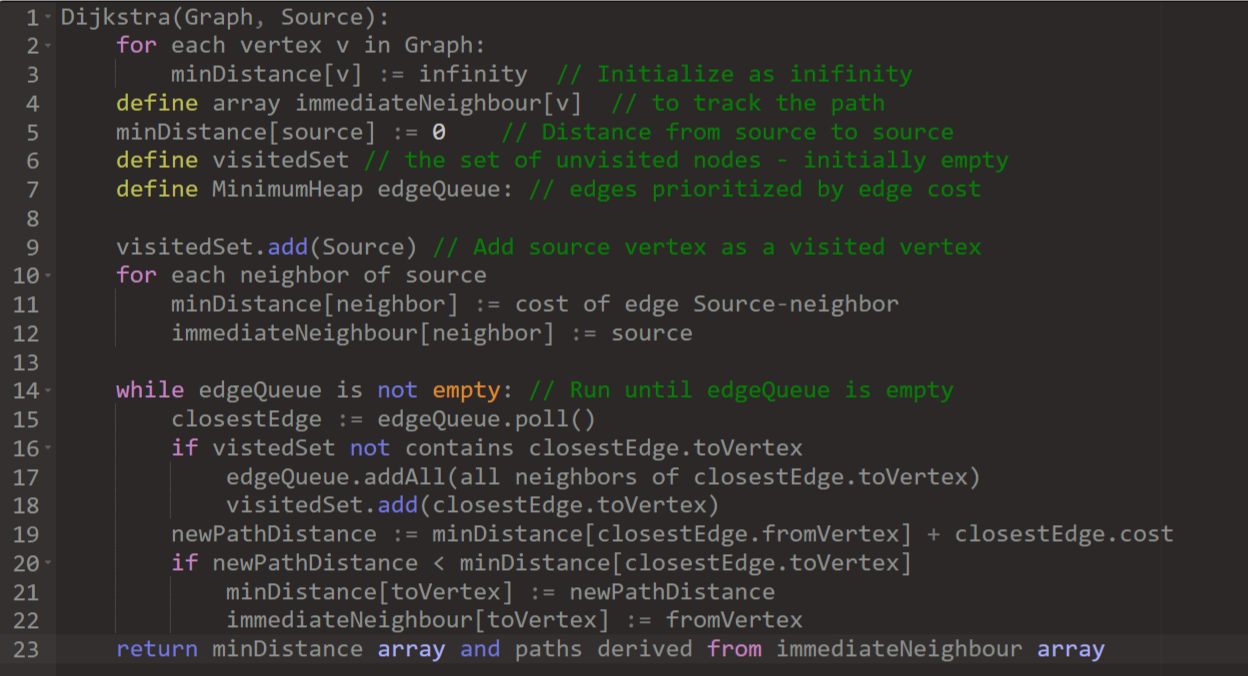 1 Dijkstra(Graph, Source):
2 for each vertex v in Graph:
3 minDistance[v] := infinity // Initialize as inifinity
4 define array immediateNeighbour[v] // to track the path
5 minDistance[source] := 0 // Distance from source to source
6 define visitedSet // the set of unvisited nodes - initially empty
7 define MinimumHeap edgeQueue: // edges prioritized by edge cost
8
9 visitedSet.add(Source) // Add source vertex as a visited vertex
10 for each neighbor of source
11 minDistance[neighbor] := cost of edge Source-neighbor
12 immediateNeighbour[neighbor] := source
13
14 while edgeQueue is not empty: // Run until edgeQueue is empty
15 closestEdge := edgeQueue.poll()
16 if vistedSet not contains closestEdge.toVertex
17 edgeQueue.addAll(all neighbors of closestEdge.toVertex)
18 visitedSet.add(closestEdge.toVertex)
19 newPathDistance := minDistance[closestEdge.fromVertex] + closestEdge.cost
20 if newPathDistance < minDistance[closestEdge.toVertex]
21 minDistance[toVertex] := newPathDistance
22 immediateNeighbour[toVertex] := fromVertex
23 return minDistance array and paths derived from immediateNeighbour array